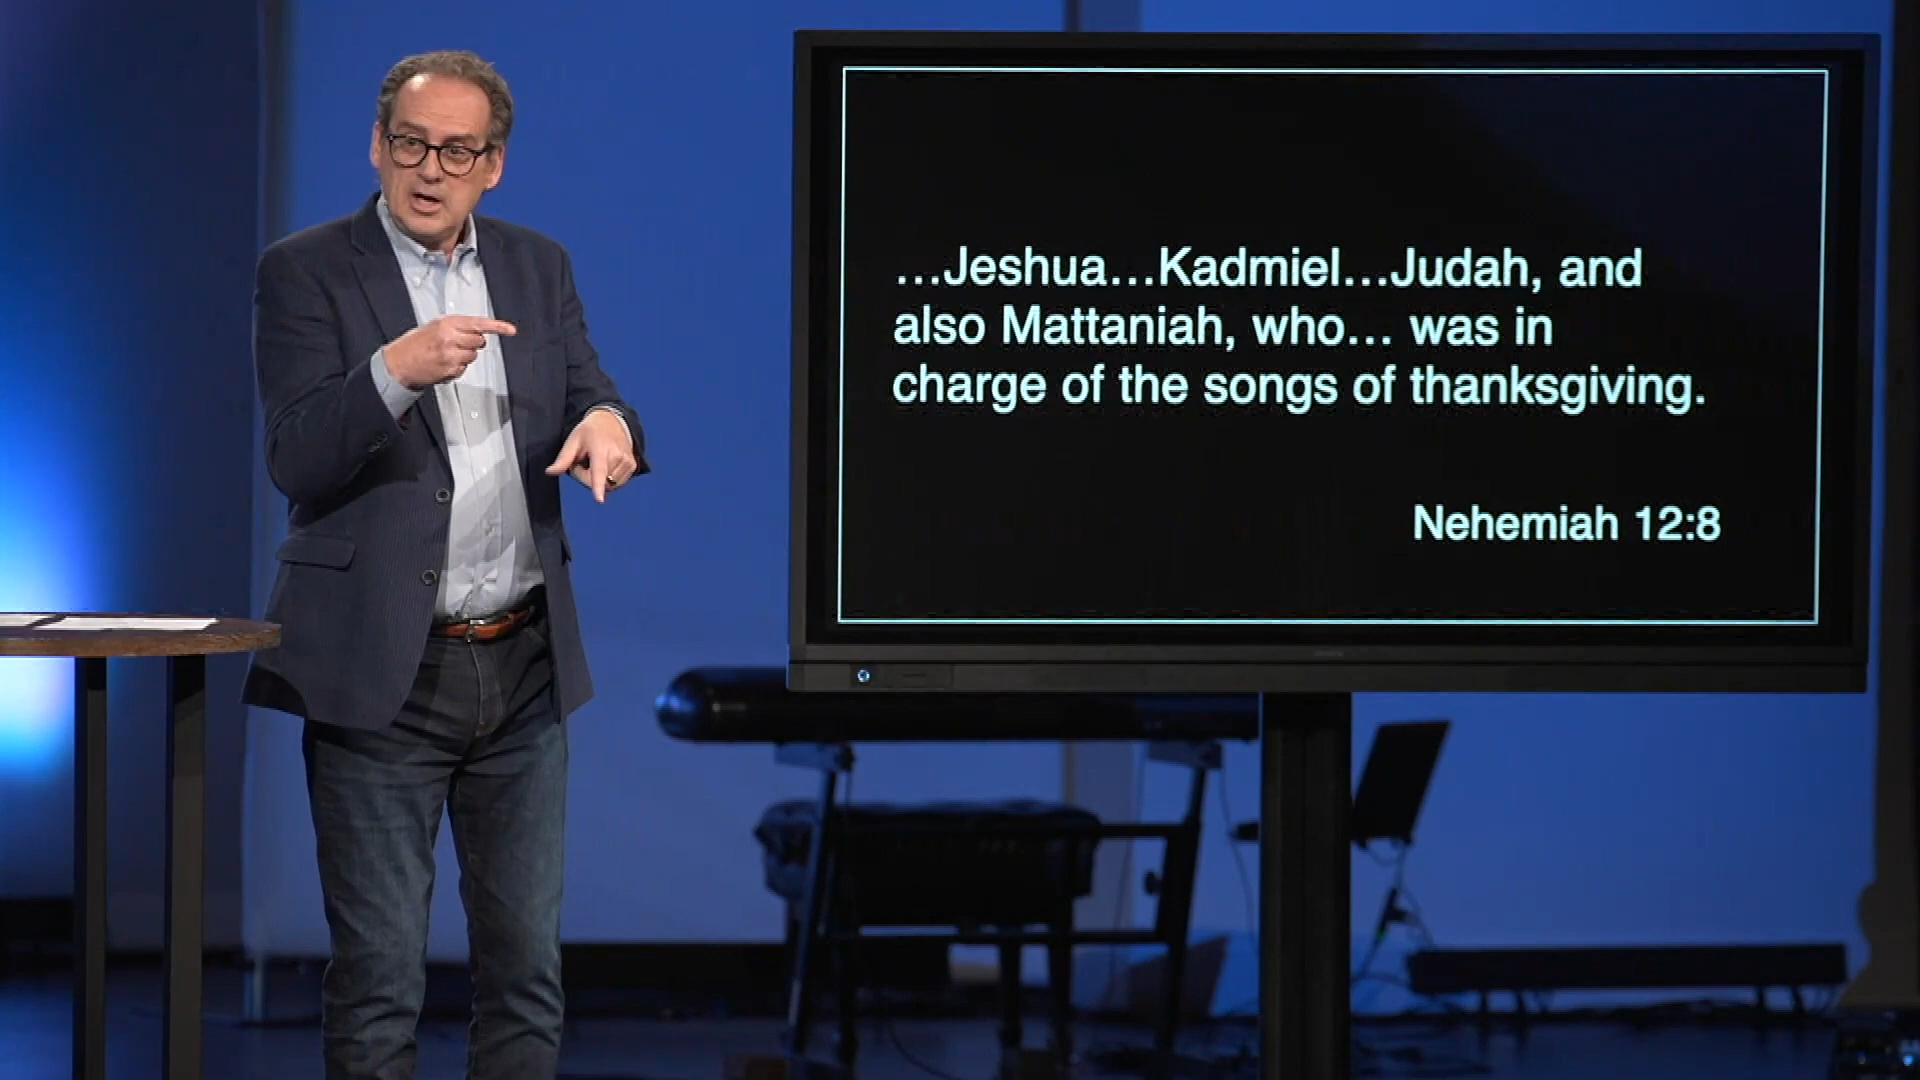 ...Jeshua...Kadmiel...Judah, and
also Mattaniah, who... was in
charge of the songs of thanksgiving.
Nehemiah 12:8